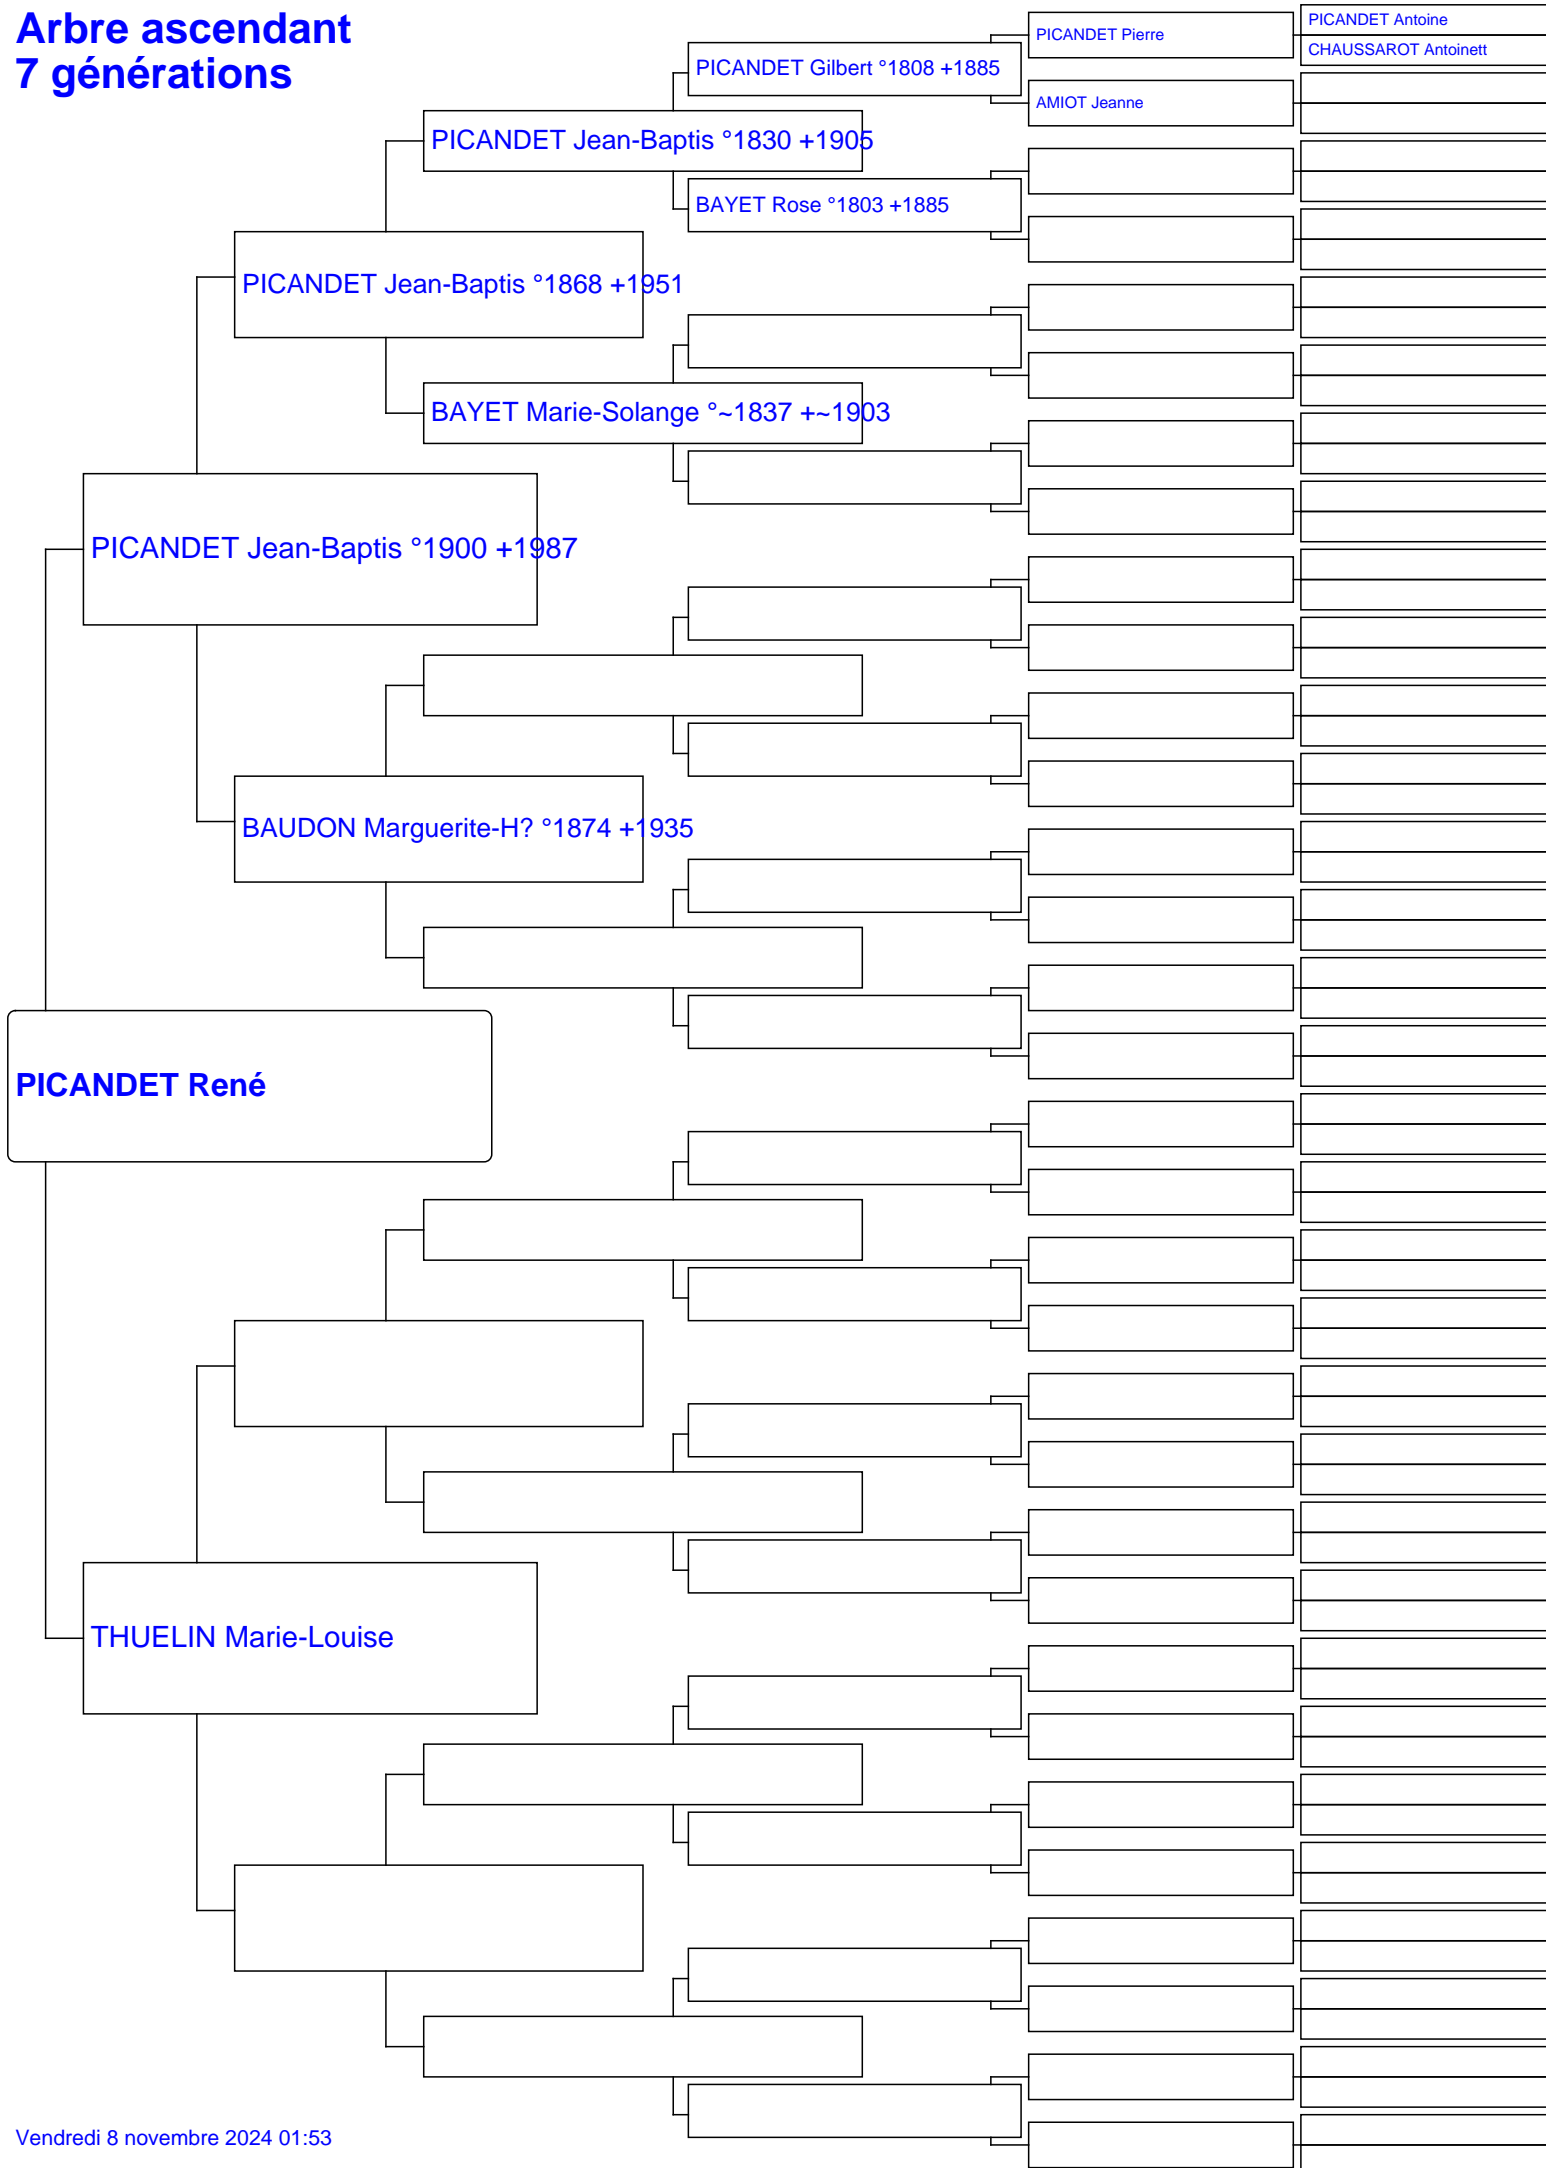 Arbre ascendant
7 générations
PICANDET Antoine
PICANDET Pierre
CHAUSSAROT Antoinett
PICANDET Gilbert °1808 +1885
AMIOT Jeanne
PICANDET Jean-Baptis °1830 +1905
BAYET Rose °1803 +1885
PICANDET Jean-Baptis °1868 +1951
BAYET Marie-Solange °~1837 +~1903
PICANDET Jean-Baptis °1900 +1987
BAUDON Marguerite-H? °1874 +1935
PICANDET René
THUELIN Marie-Louise
Vendredi 8 novembre 2024 01:53